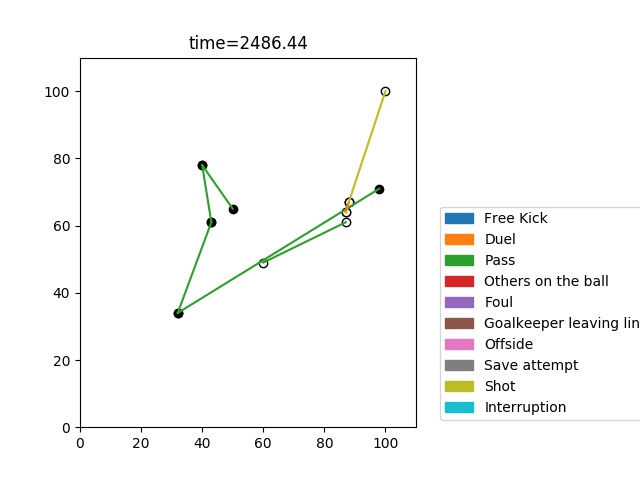 time=2486.44
100
80
60
40
20
0
0 20 40 60 80 100
Free Kick
Duel
Pass
Others on the ball
Foul
Goalkeeper leaving lin
Offside
Save attempt
Shot
Interruption